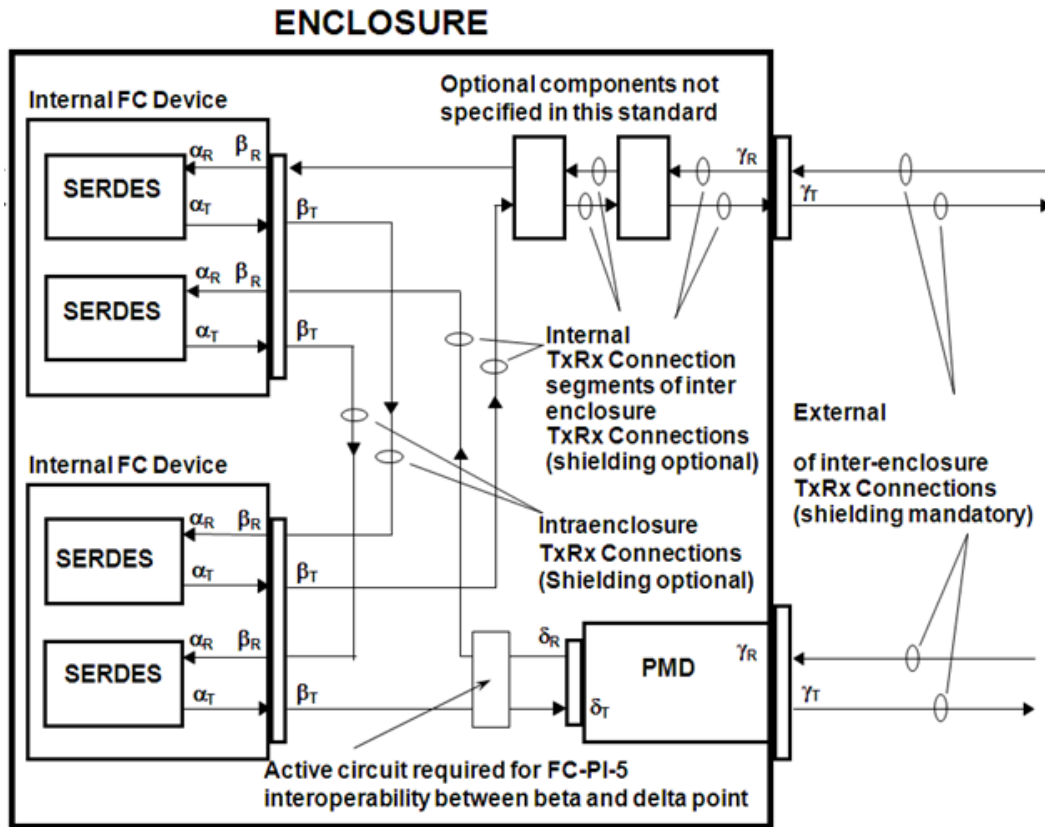 ENCLOSURE
Internal FC Device
Optional components not
specified in this standard
SERDES
αR
βR
αT
βT
γR
γT
SERDES
αR
βR
αT
βT
Internal
TxRx Connection
segments of inter
enclosure
TxRx Connections
(shielding optional)
External
of inter-enclosure
TxRx Connections
(shielding mandatory)
Internal FC Device
SERDES
αR
βR
αT
βT
Intraenclosure
TxRx Connections
(Shielding optional)
SERDES
αR
βR
αT
βT
δR
δT
PMD
γR
γT
Active circuit required for FC-PI-5
interoperability between beta and delta point